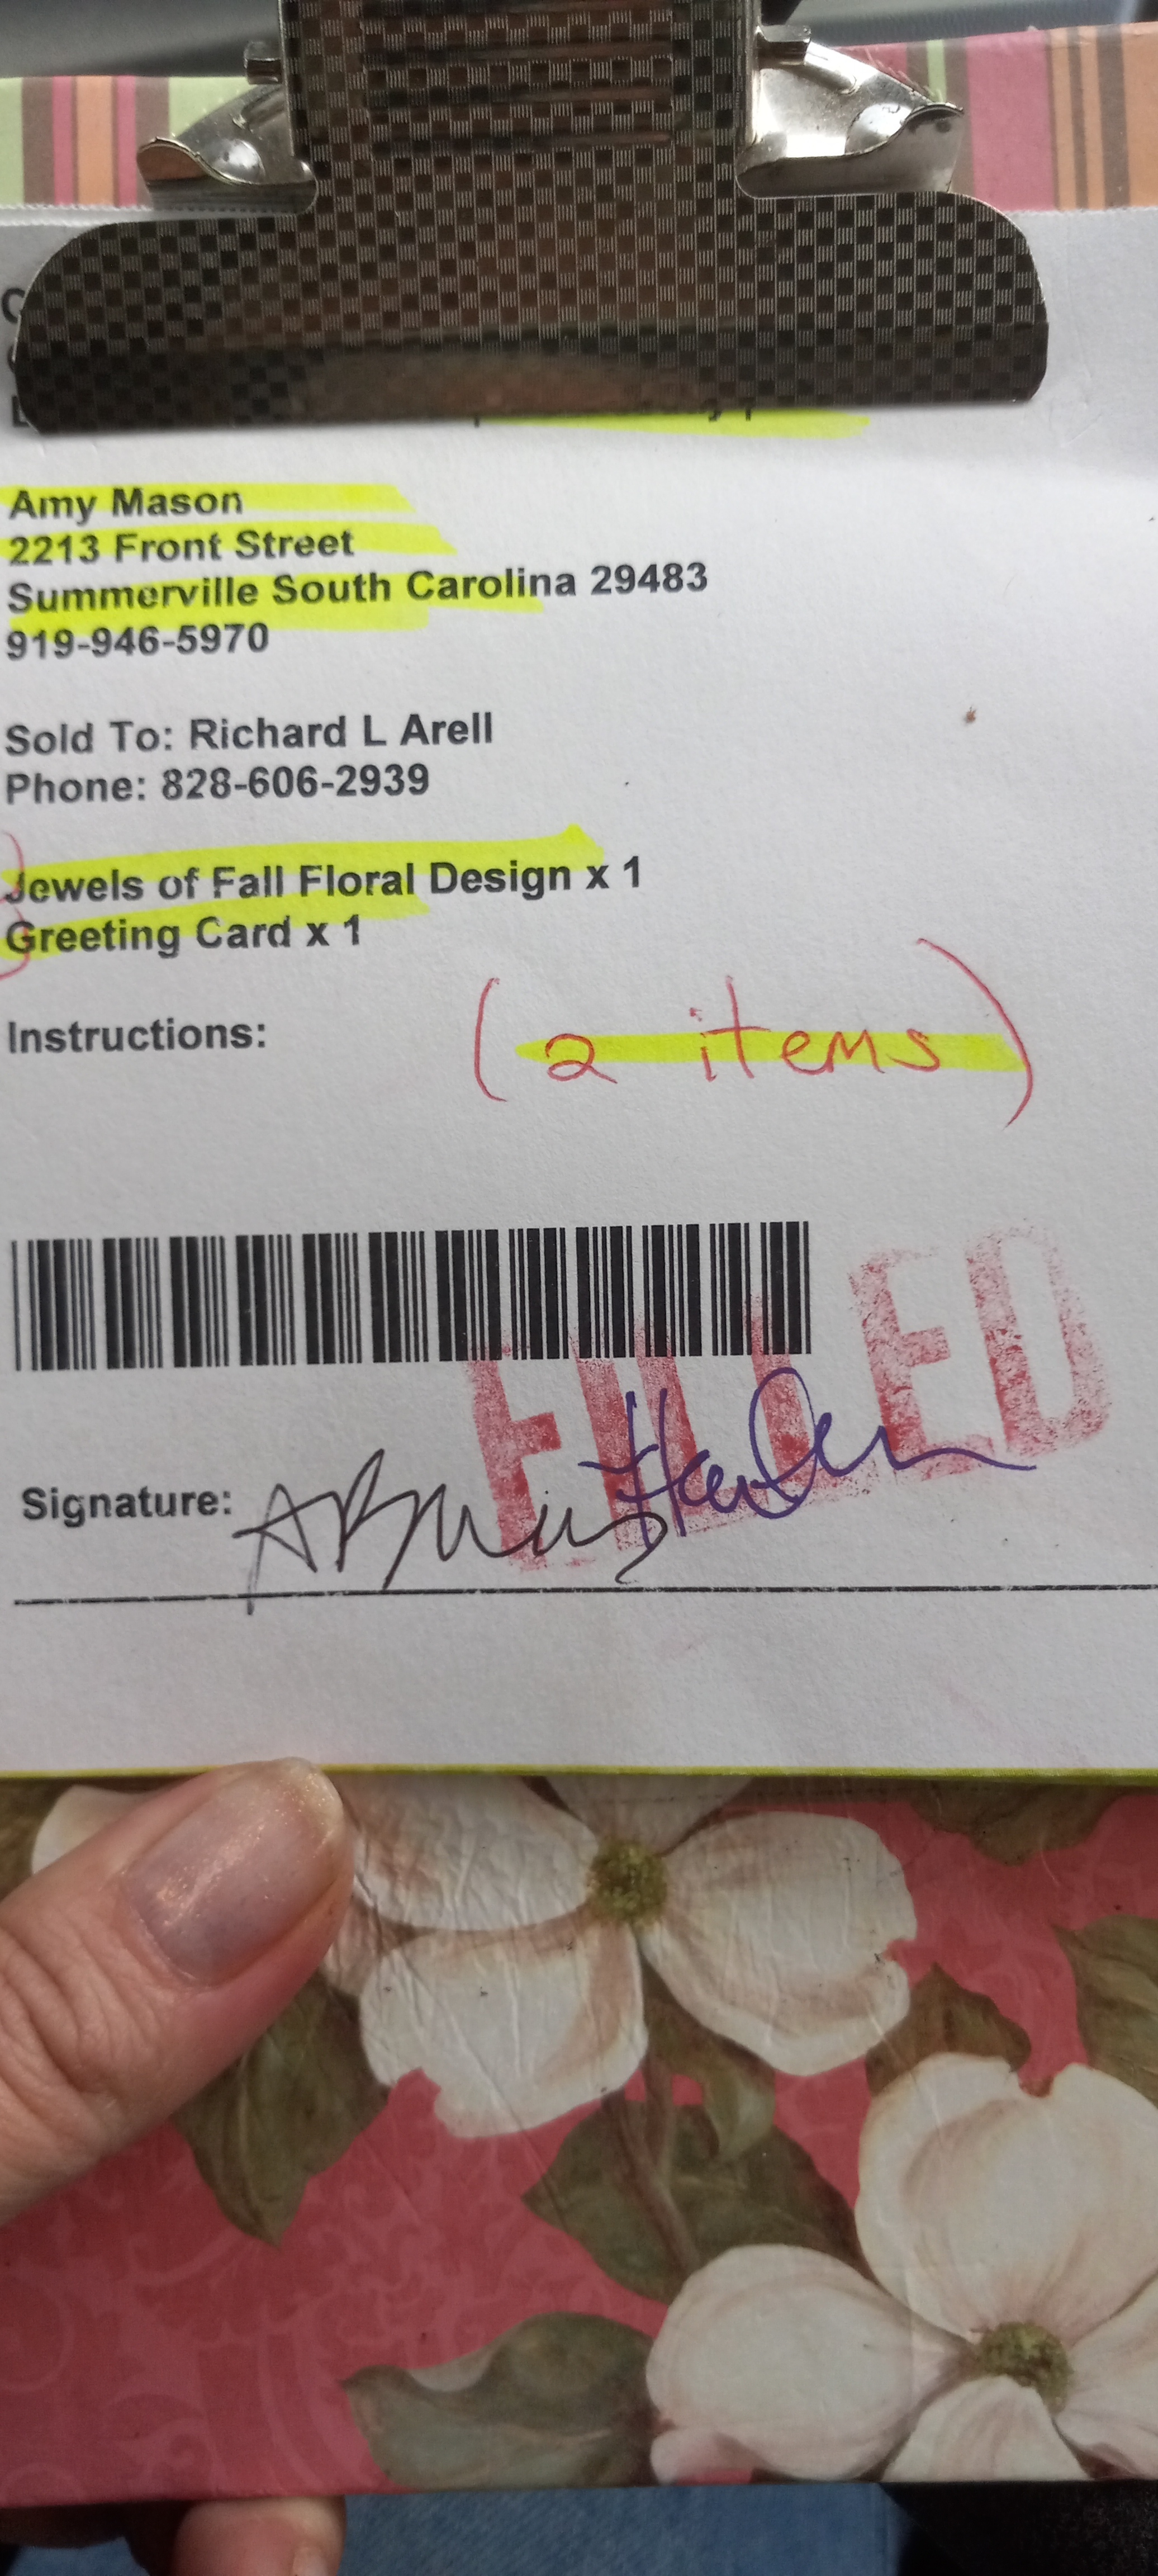 Amy Mason
2213 Front Street
Summerville South Carolina 29483
919-946-5970
Sold To: Richard L Arell
Phone: 828-606-2939
Jewels of Fall Floral Design x 1
Greeting Card x 1
Instructions:
(2 items)
FILLED
Signature: